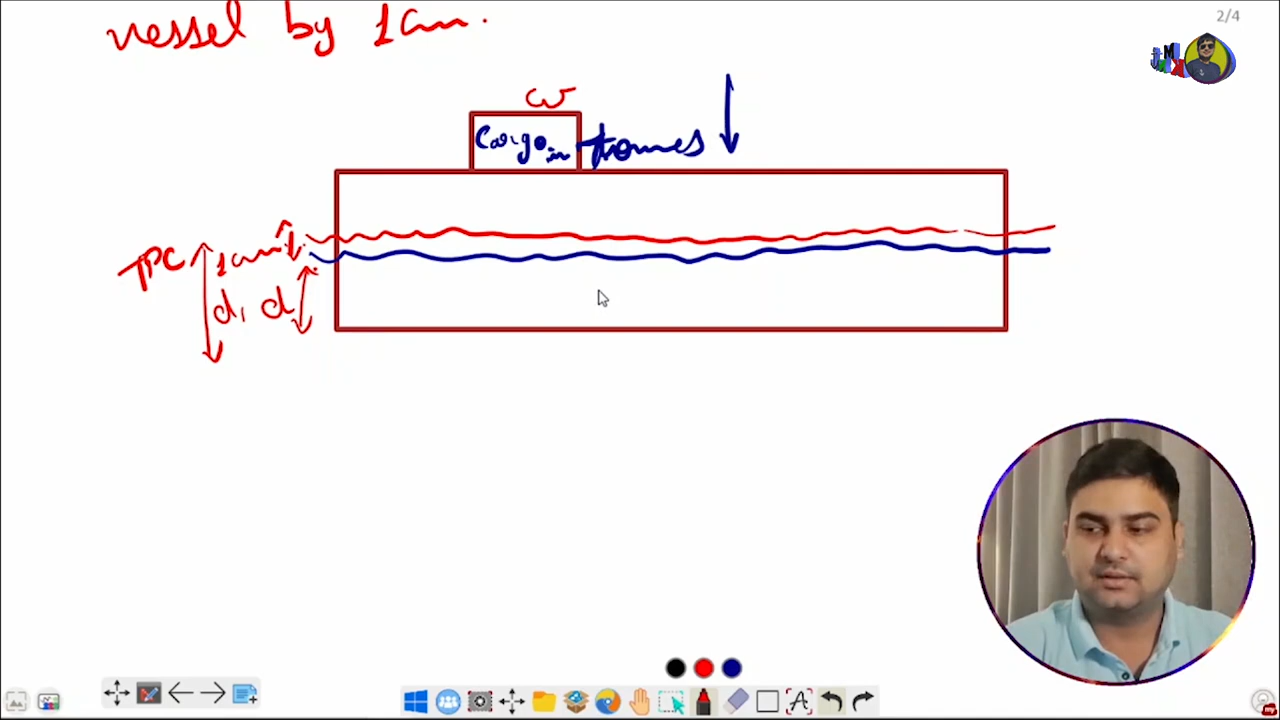 2/4
vessel by 1cm.
w
Cargo in tonnes
TPC 1cm
d₁ d